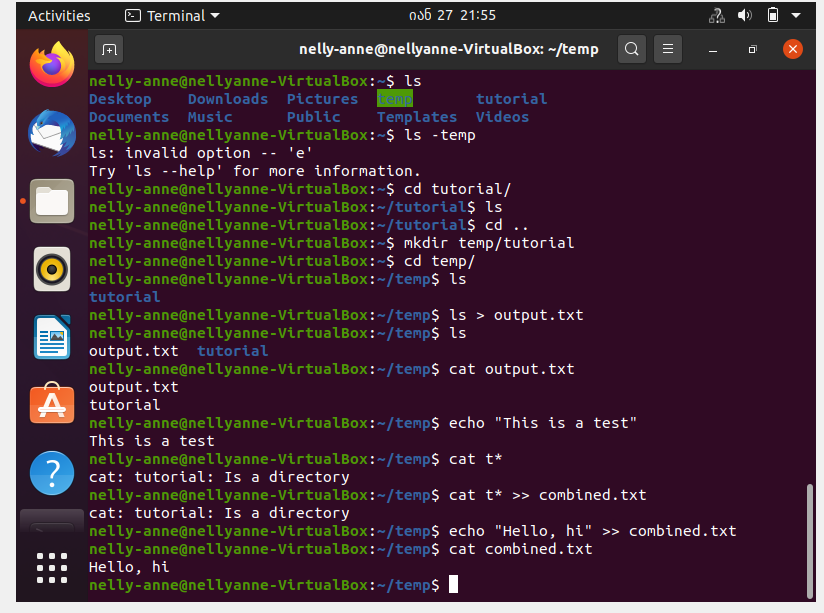 Activities Terminal იან 27 21:55
nelly-anne@nellyanne-VirtualBox: ~/temp
nelly-anne@nellyanne-VirtualBox:~$ ls
Desktop Downloads Pictures temp tutorial
Documents Music Public Templates Videos
nelly-anne@nellyanne-VirtualBox:~$ ls -temp
ls: invalid option -- 'e'
Try 'ls --help' for more information.
nelly-anne@nellyanne-VirtualBox:~$ cd tutorial/
nelly-anne@nellyanne-VirtualBox:~/tutorial$ ls
nelly-anne@nellyanne-VirtualBox:~/tutorial$ cd ..
nelly-anne@nellyanne-VirtualBox:~$ mkdir temp/tutorial
nelly-anne@nellyanne-VirtualBox:~$ cd temp/
nelly-anne@nellyanne-VirtualBox:~/temp$ ls
tutorial
nelly-anne@nellyanne-VirtualBox:~/temp$ ls > output.txt
nelly-anne@nellyanne-VirtualBox:~/temp$ ls
output.txt tutorial
nelly-anne@nellyanne-VirtualBox:~/temp$ cat output.txt
output.txt
tutorial
nelly-anne@nellyanne-VirtualBox:~/temp$ echo "This is a test"
This is a test
nelly-anne@nellyanne-VirtualBox:~/temp$ cat t*
cat: tutorial: Is a directory
nelly-anne@nellyanne-VirtualBox:~/temp$ cat t* >> combined.txt
cat: tutorial: Is a directory
nelly-anne@nellyanne-VirtualBox:~/temp$ echo "Hello, hi" >> combined.txt
nelly-anne@nellyanne-VirtualBox:~/temp$ cat combined.txt
Hello, hi
nelly-anne@nellyanne-VirtualBox:~/temp$